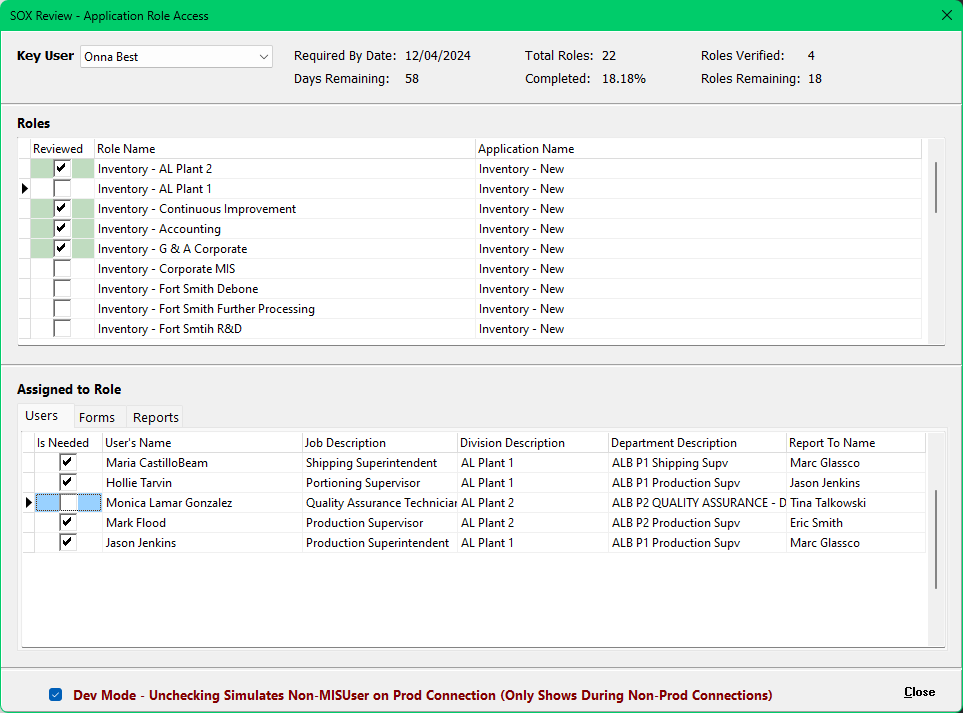 SOX Review - Application Role Access
Key User Onna Best Required By Date: 12/04/2024 Total Roles: 22 Roles Verified: 4
Days Remaining: 58 Completed: 18.18% Roles Remaining: 18
Roles
Reviewed Role Name Application Name
Inventory - AL Plant 2 Inventory - New
Inventory - AL Plant 1 Inventory - New
Inventory - Continuous Improvement Inventory - New
Inventory - Accounting Inventory - New
Inventory - G & A Corporate Inventory - New
Inventory - Corporate MIS Inventory - New
Inventory - Fort Smith Debone Inventory - New
Inventory - Fort Smith Further Processing Inventory - New
Inventory - Fort Smtih R&D Inventory - New
Assigned to Role
Users Forms Reports
Is Needed User's Name Job Description Division Description Department Description Report To Name
Maria CastilloBeam Shipping Superintendent AL Plant 1 ALB P1 Shipping Supv Marc Glassco
Hollie Tarvin Portioning Supervisor AL Plant 1 ALB P1 Production Supv Jason Jenkins
Monica Lamar Gonzalez Quality Assurance Technician AL Plant 2 ALB P2 QUALITY ASSURANCE - D Tina Talkowski
Mark Flood Production Supervisor AL Plant 2 ALB P2 Production Supv Eric Smith
Jason Jenkins Production Superintendent AL Plant 1 ALB P1 Production Supv Marc Glassco
Dev Mode - Unchecking Simulates Non-MISUser on Prod Connection (Only Shows During Non-Prod Connections) Close